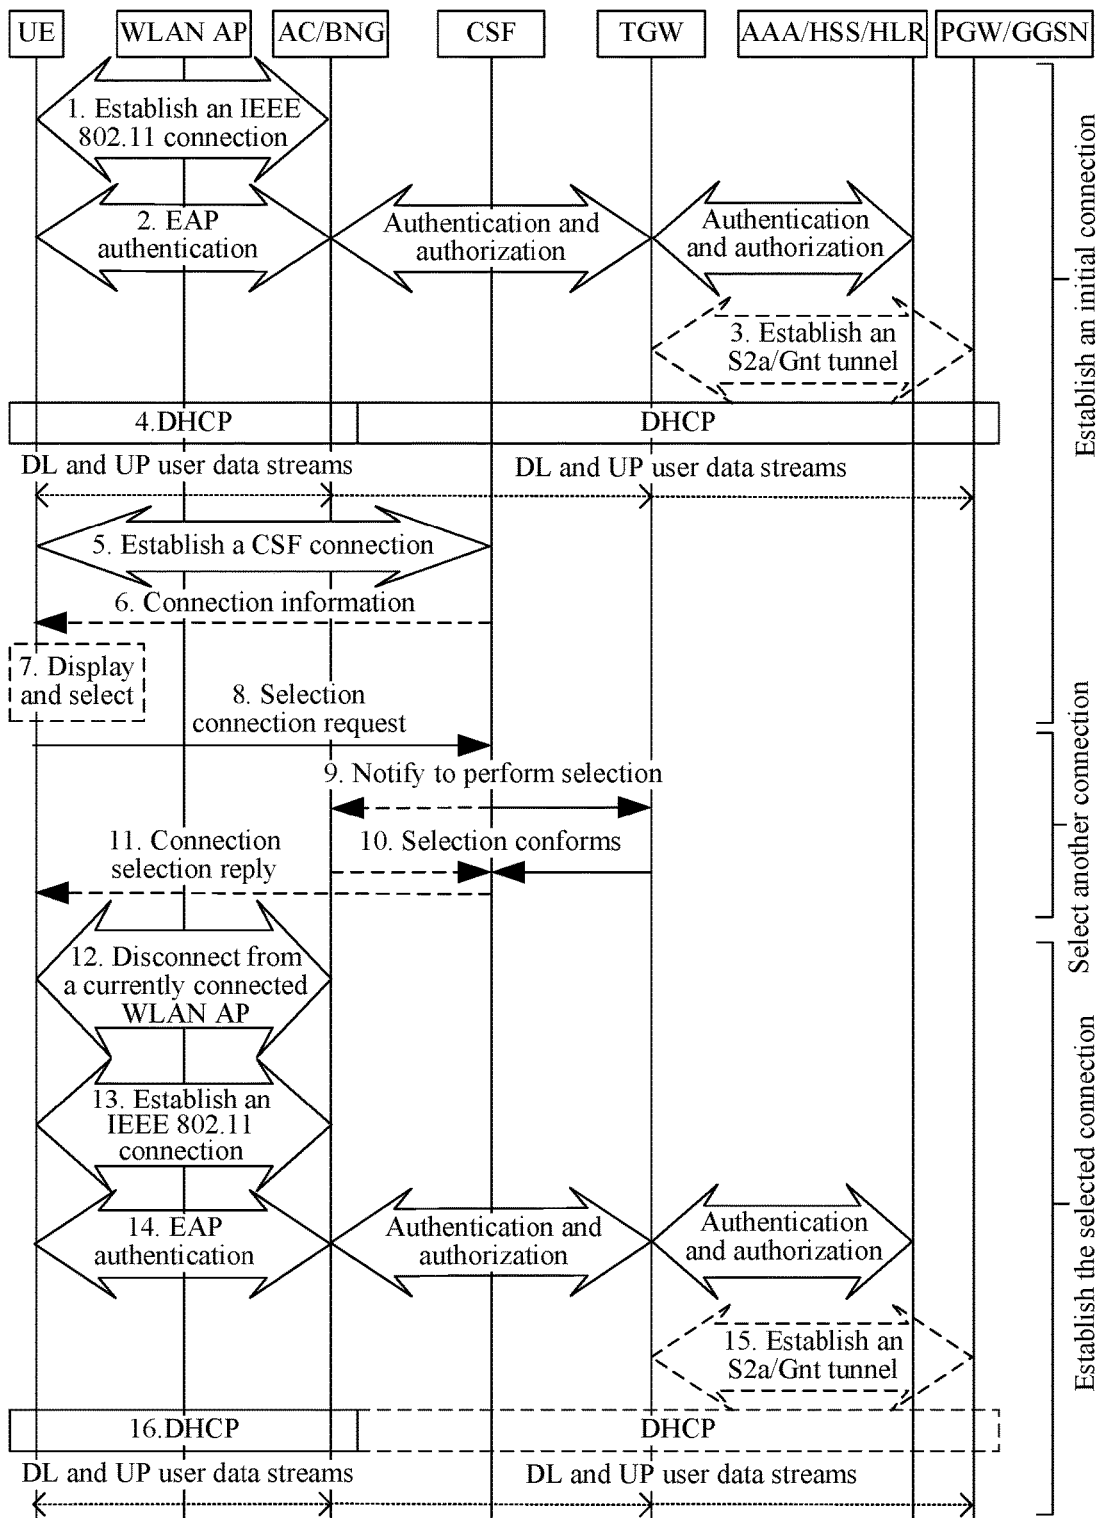 UE
WLAN AP
AC/BNG
CSF
TGW
AAA/HSS/HLR
PGW/GGSN
1. Establish an IEEE
802.11 connection
2. EAP
authentication
Authentication and
authorization
Authentication
and authorization
3. Establish an
S2a/Gnt tunnel
4.DHCP
DHCP
DL and UP user data streams
DL and UP user data streams
Establish an initial connection
5. Establish a CSF connection
6. Connection information
7. Display
and select
8. Selection
connection request
9. Notify to perform selection
10. Selection conforms
11. Connection
selection reply
Select another connection
12. Disconnect from
a currently connected
WLAN AP
13. Establish an
IEEE 802.11
connection
14. EAP
authentication
Authentication and
authorization
Authentication
and authorization
15. Establish an
S2a/Gnt tunnel
16.DHCP
DHCP
DL and UP user data streams
DL and UP user data streams
Establish the selected connection